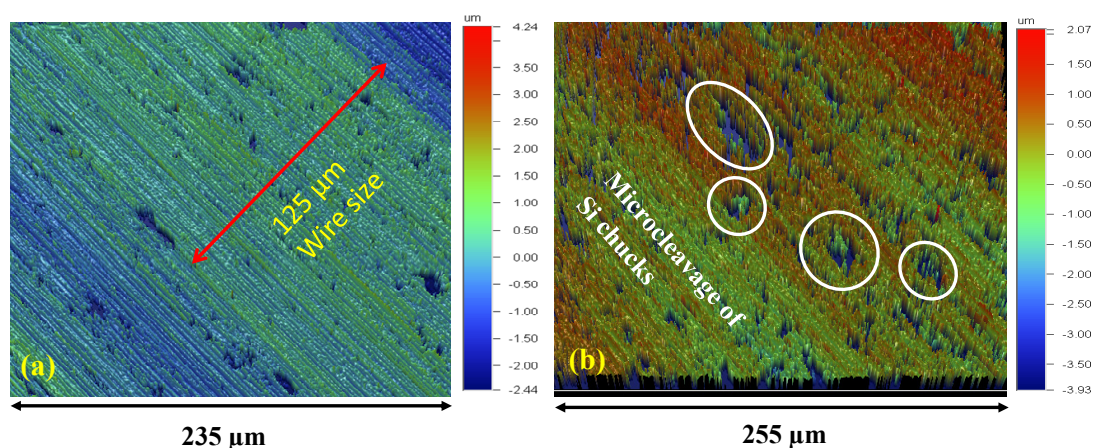 um
4.24
3.50
3.00
2.50
2.00
1.50
1.00
0.50
0.00
-0.50
-1.00
-1.50
-2.44
125 µm
Wire size
(a)
235 µm
um
2.07
1.50
1.00
0.50
0.00
-0.50
-1.00
-1.50
-2.00
-2.50
-3.00
-3.50
-3.93
Microcleavage of
Si chucks
(b)
255 µm